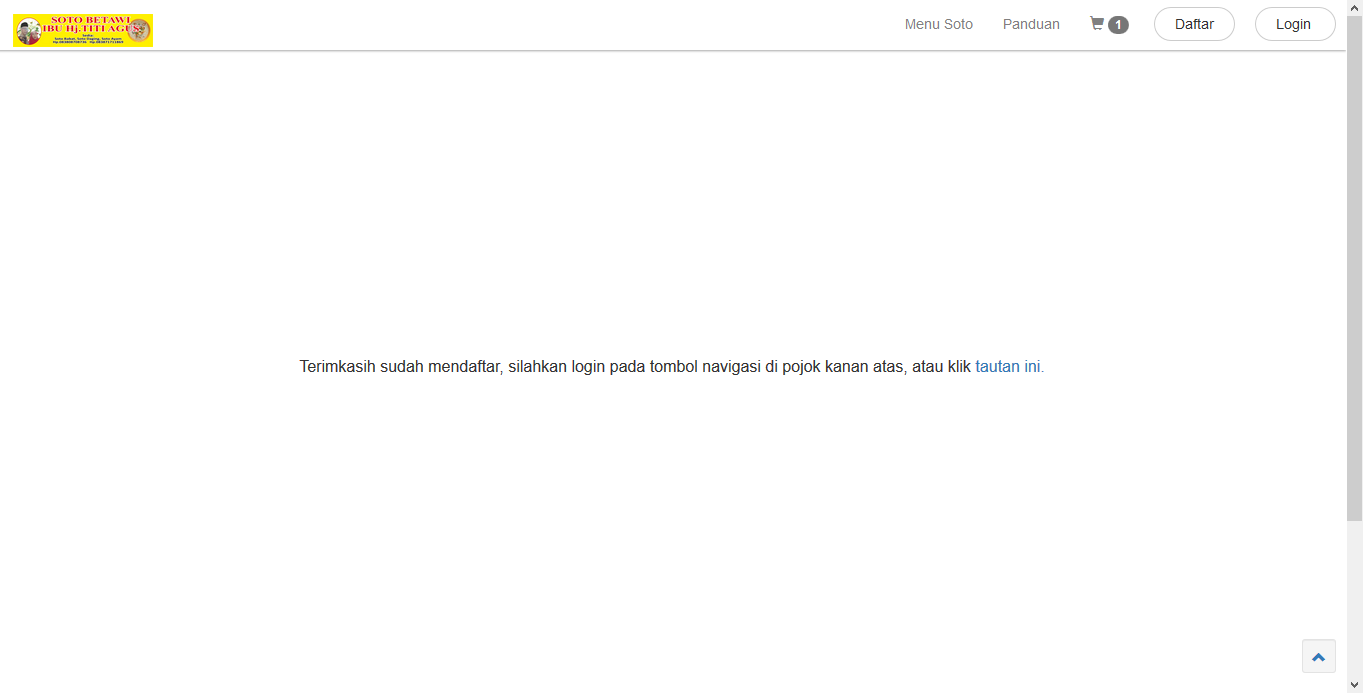 SOTO BETAWI
IBU Hj.TITI AGUS
Menu Soto
Panduan
1
Daftar
Login
Terimkasih sudah mendaftar, silahkan login pada tombol navigasi di pojok kanan atas, atau klik tautan ini.